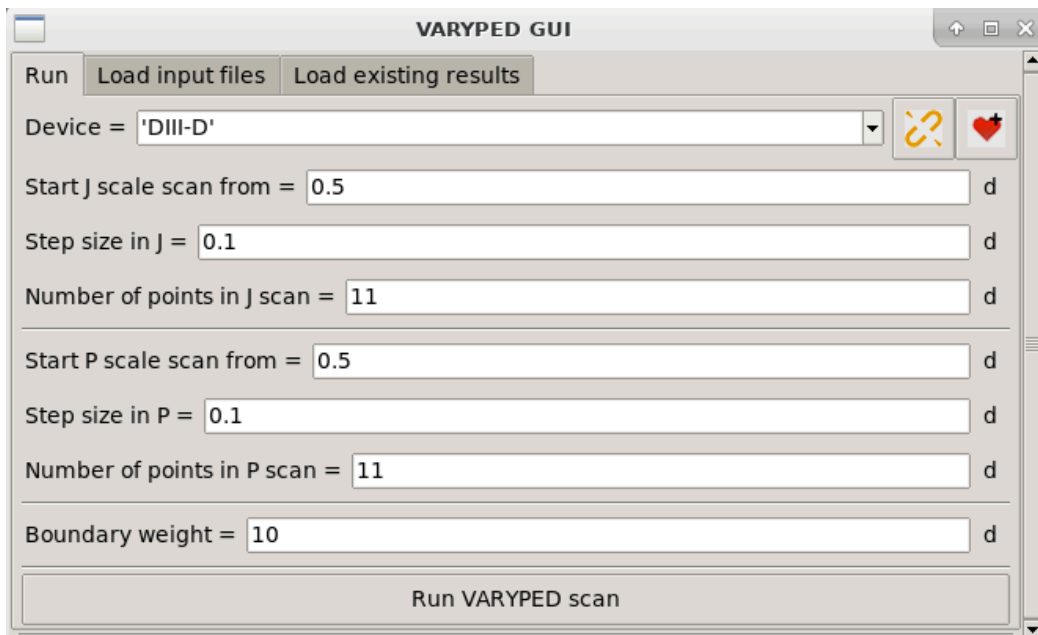 VARYPED GUI
Run Load input files Load existing results
Device = 'DIII-D'
Start J scale scan from = 0.5 d
Step size in J = 0.1 d
Number of points in J scan = 11 d
Start P scale scan from = 0.5 d
Step size in P = 0.1 d
Number of points in P scan = 11 d
Boundary weight = 10 d
Run VARYPED scan